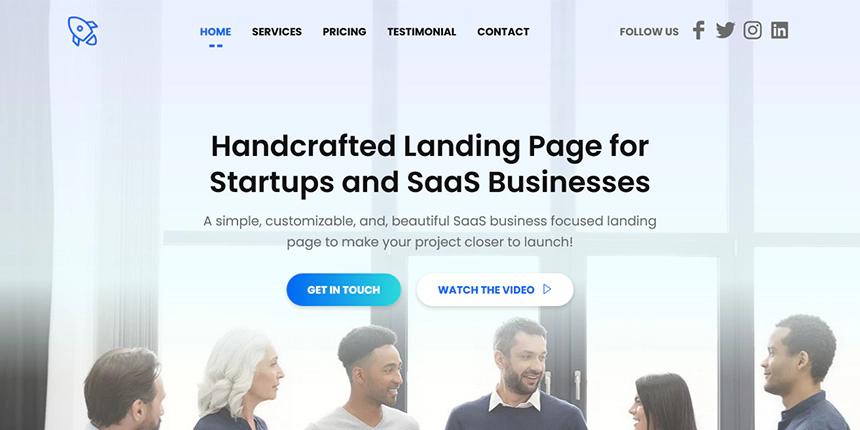 HOME SERVICES PRICING TESTIMONIAL CONTACT FOLLOW US
Handcrafted Landing Page for
Startups and SaaS Businesses
A simple, customizable, and, beautiful SaaS business focused landing
page to make your project closer to launch!
GET IN TOUCH WATCH THE VIDEO